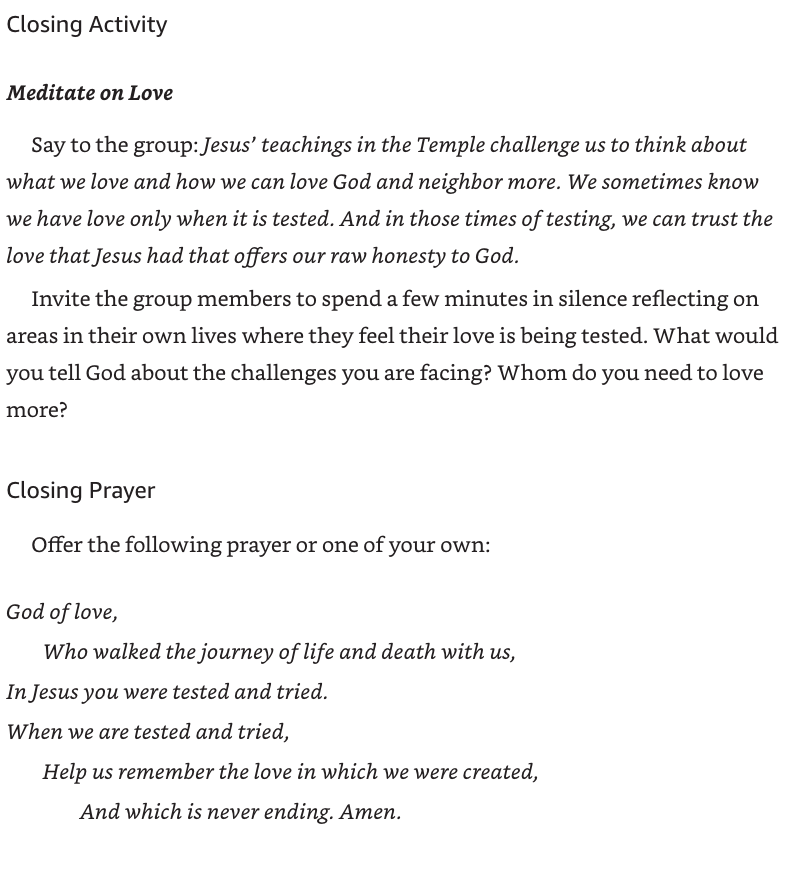 Closing Activity
Meditate on Love
Say to the group: Jesus’ teachings in the Temple challenge us to think about
what we love and how we can love God and neighbor more. We sometimes know
we have love only when it is tested. And in those times of testing, we can trust the
love that Jesus had that offers our raw honesty to God.
Invite the group members to spend a few minutes in silence reflecting on
areas in their own lives where they feel their love is being tested. What would
you tell God about the challenges you are facing? Whom do you need to love
more?
Closing Prayer
Offer the following prayer or one of your own:
God of love,
Who walked the journey of life and death with us,
In Jesus you were tested and tried.
When we are tested and tried,
Help us remember the love in which we were created,
And which is never ending. Amen.